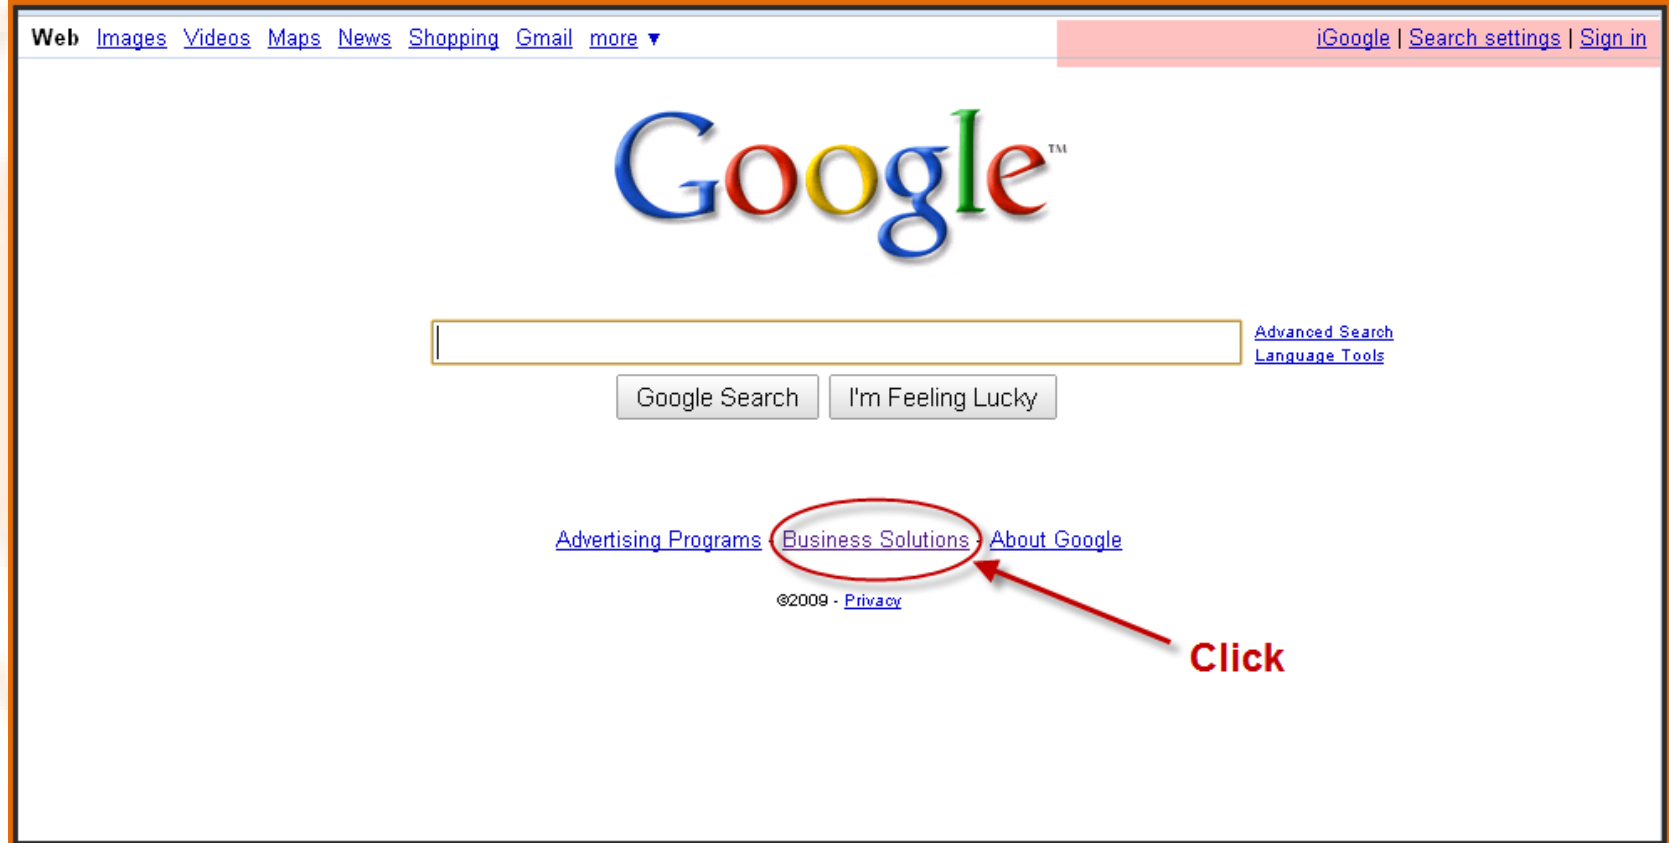 Web Images Videos Maps News Shopping Gmail more ▼ iGoogle | Search settings | Sign in
Google™
Advanced Search
Language Tools
Google Search I'm Feeling Lucky
Advertising Programs - Business Solutions - About Google
©2009 - Privacy
Click